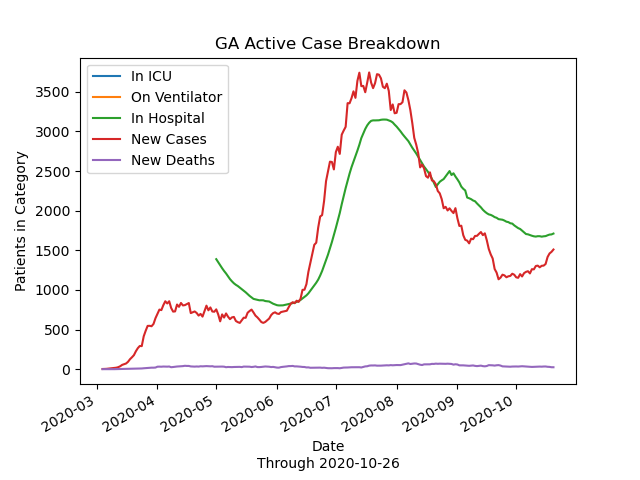 GA Active Case Breakdown
In ICU
On Ventilator
In Hospital
New Cases
New Deaths
Patients in Category
3500
3000
2500
2000
1500
1000
500
0
2020-03
2020-04
2020-05
2020-06
2020-07
2020-08
2020-09
2020-10
Date
Through 2020-10-26